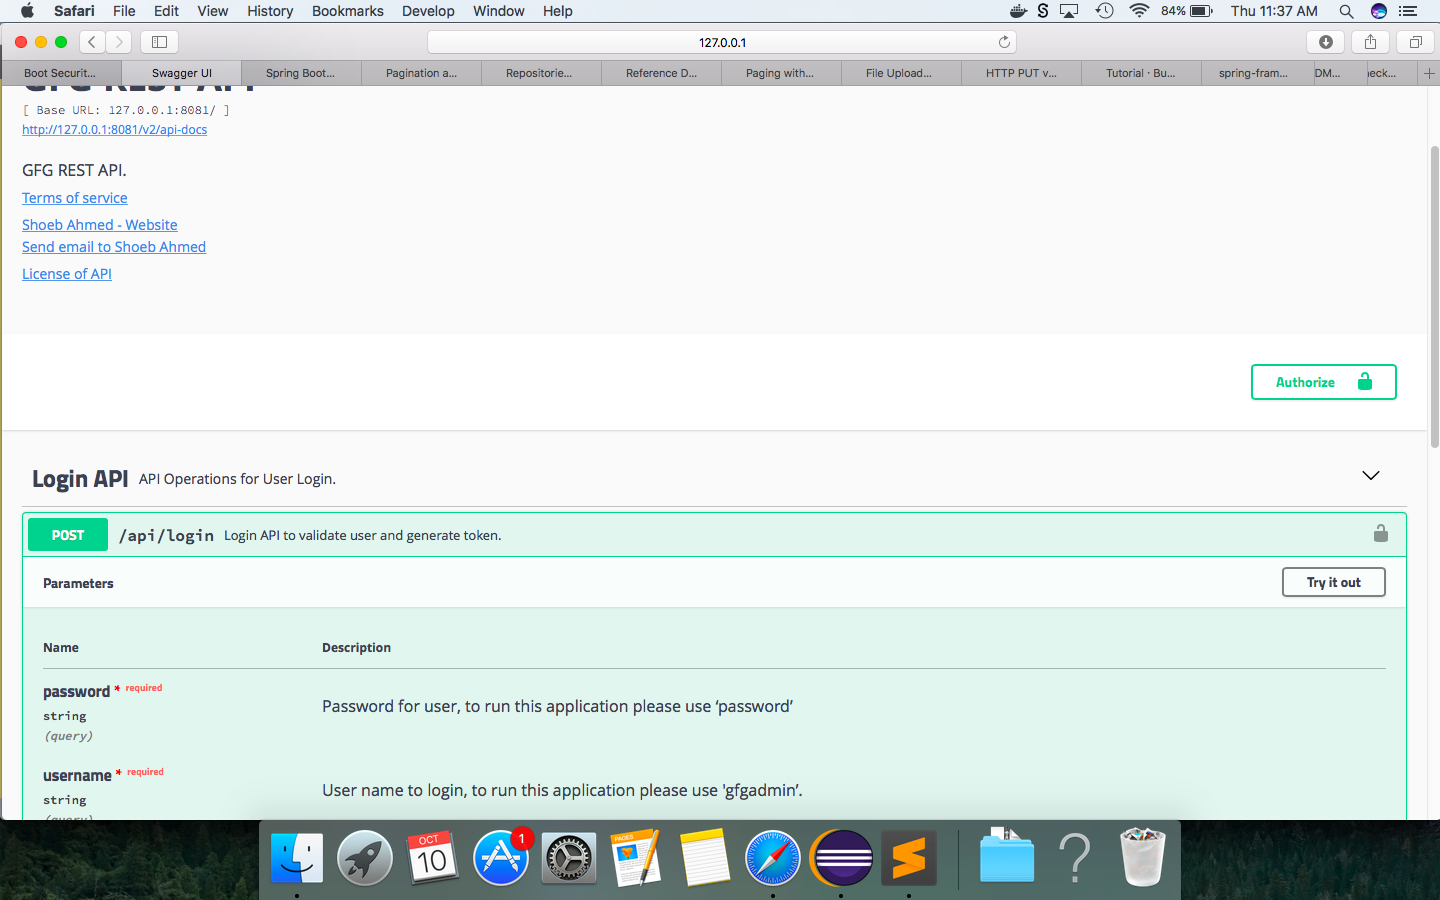 Safari File Edit View History Bookmarks Develop Window Help 84% Thu 11:37 AM
127.0.0.1
Boot Securit... Swagger UI Spring Boot... Pagination a... Repositorie... Reference D... Paging with... File Upload... HTTP PUT v... Tutorial · Bu... spring-fram... DM... eck...
GFG REST API
[ Base URL: 127.0.0.1:8081/ ]
http://127.0.0.1:8081/v2/api-docs
GFG REST API.
Terms of service
Shoeb Ahmed - Website
Send email to Shoeb Ahmed
License of API
Authorize
Login API API Operations for User Login.
POST /api/login Login API to validate user and generate token.
Parameters Try it out
Name Description
password * required
string
(query)
Password for user, to run this application please use ‘password’
username * required
string
(query)
User name to login, to run this application please use 'gfgadmin’.
OCT
10
1
PAGES